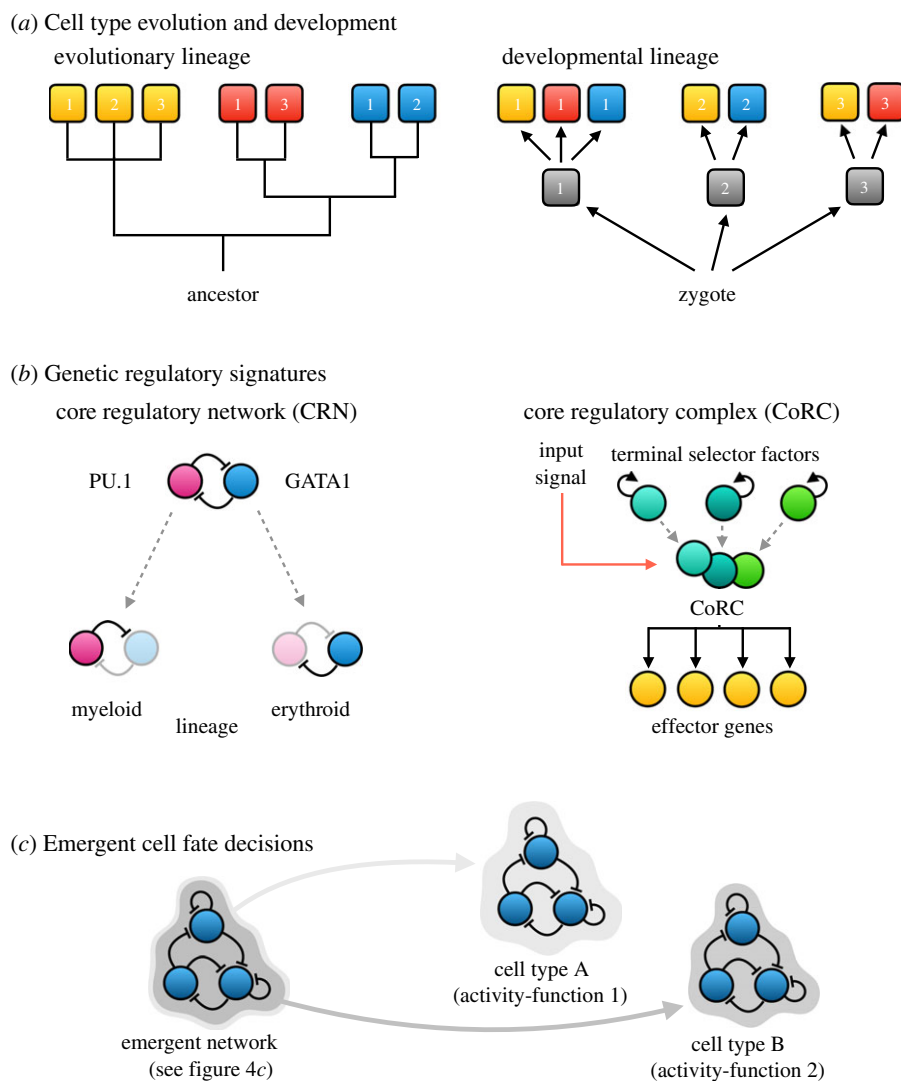 (a) Cell type evolution and development
evolutionary lineage
1 2 3 1 3 1 2
ancestor
developmental lineage
1 1 1 2 2 3 3
1 2 3
zygote
(b) Genetic regulatory signatures
core regulatory network (CRN)
PU.1 GATA1
myeloid erythroid
lineage
core regulatory complex (CoRC)
input
signal
terminal selector factors
CoRC
effector genes
(c) Emergent cell fate decisions
emergent network
(see figure 4c)
cell type A
(activity-function 1)
cell type B
(activity-function 2)